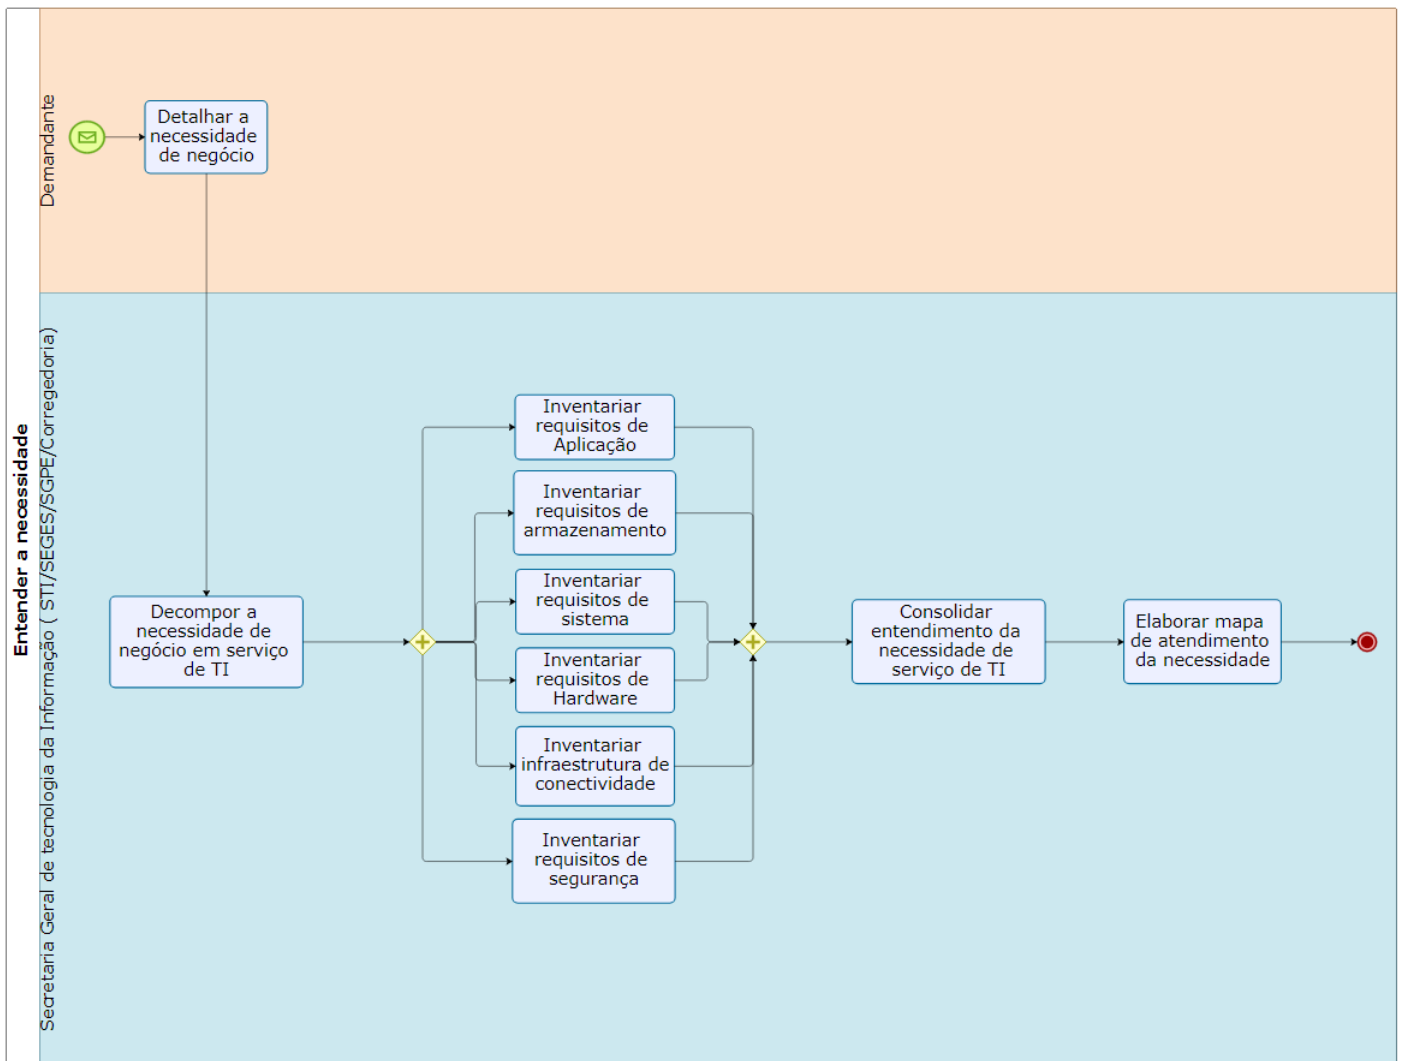 Entender a necessidade
Demandante
Detalhar a
necessidade
de negócio
Secretaria Geral de tecnologia da Informação ( STI/SEGES/SGPE/Corregedoria)
Decompor a
necessidade de
negócio em serviço
de TI
Inventariar
requisitos de
Aplicação
Inventariar
requisitos de
armazenamento
Inventariar
requisitos de
sistema
Inventariar
requisitos de
Hardware
Inventariar
infraestrutura de
conectividade
Inventariar
requisitos de
segurança
Consolidar
entendimento da
necessidade de
serviço de TI
Elaborar mapa
de atendimento
da necessidade